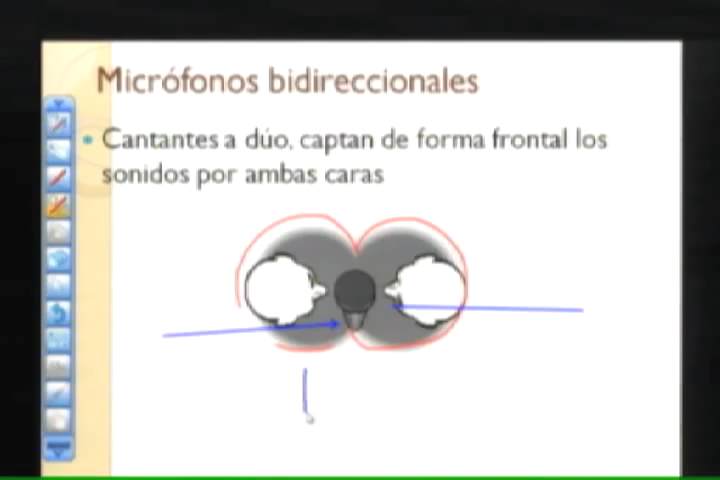 Micrófonos bidireccionales
Cantantes a dúo, captan de forma frontal los
sonidos por ambas caras